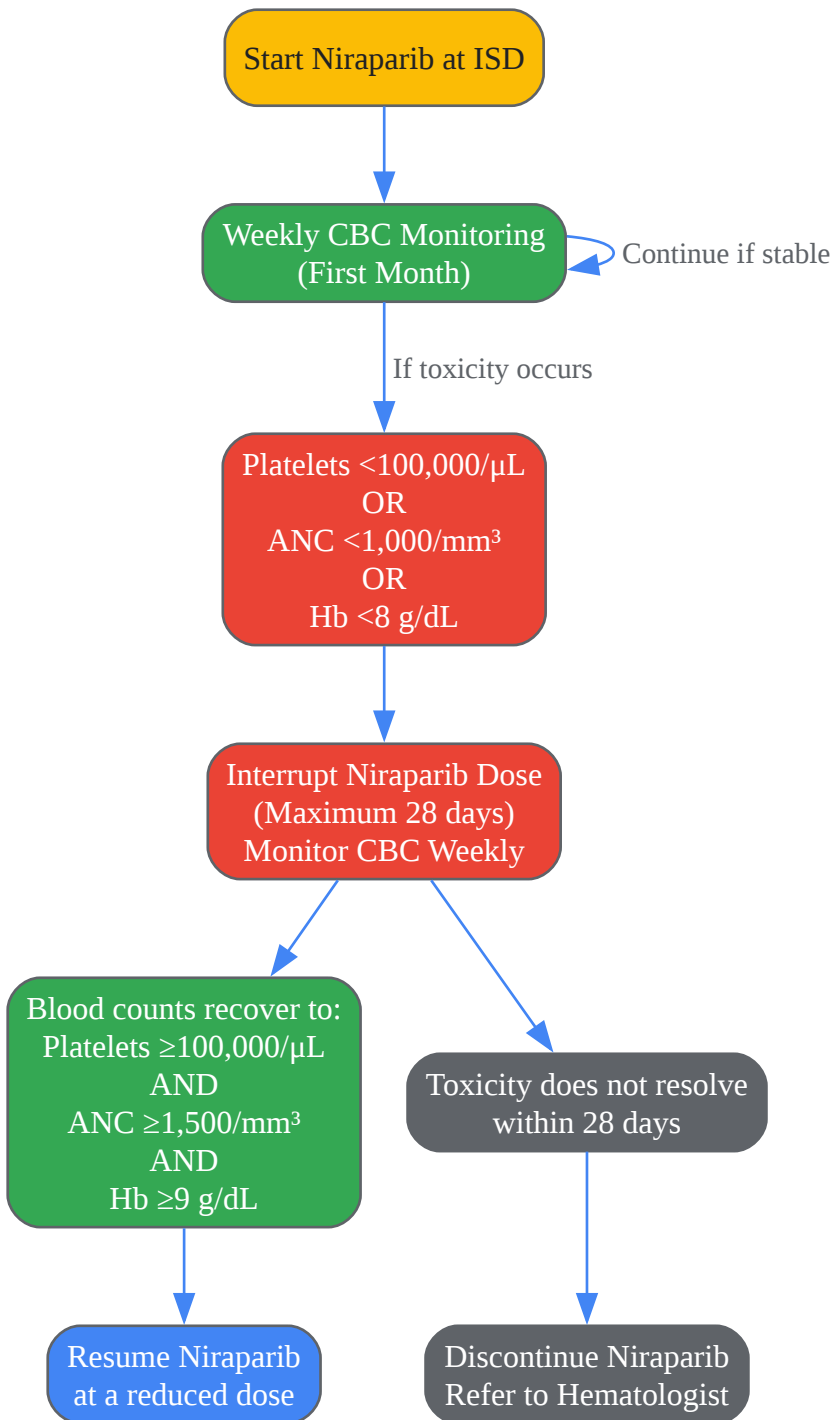 Start Niraparib at ISD
Weekly CBC Monitoring
(First Month)
Continue if stable
If toxicity occurs
Platelets <100,000/μL
OR
ANC <1,000/mm³
OR
Hb <8 g/dL
Interrupt Niraparib Dose
(Maximum 28 days)
Monitor CBC Weekly
Blood counts recover to:
Platelets ≥100,000/μL
AND
ANC ≥1,500/mm³
AND
Hb ≥9 g/dL
Toxicity does not resolve
within 28 days
Resume Niraparib
at a reduced dose
Discontinue Niraparib
Refer to Hematologist